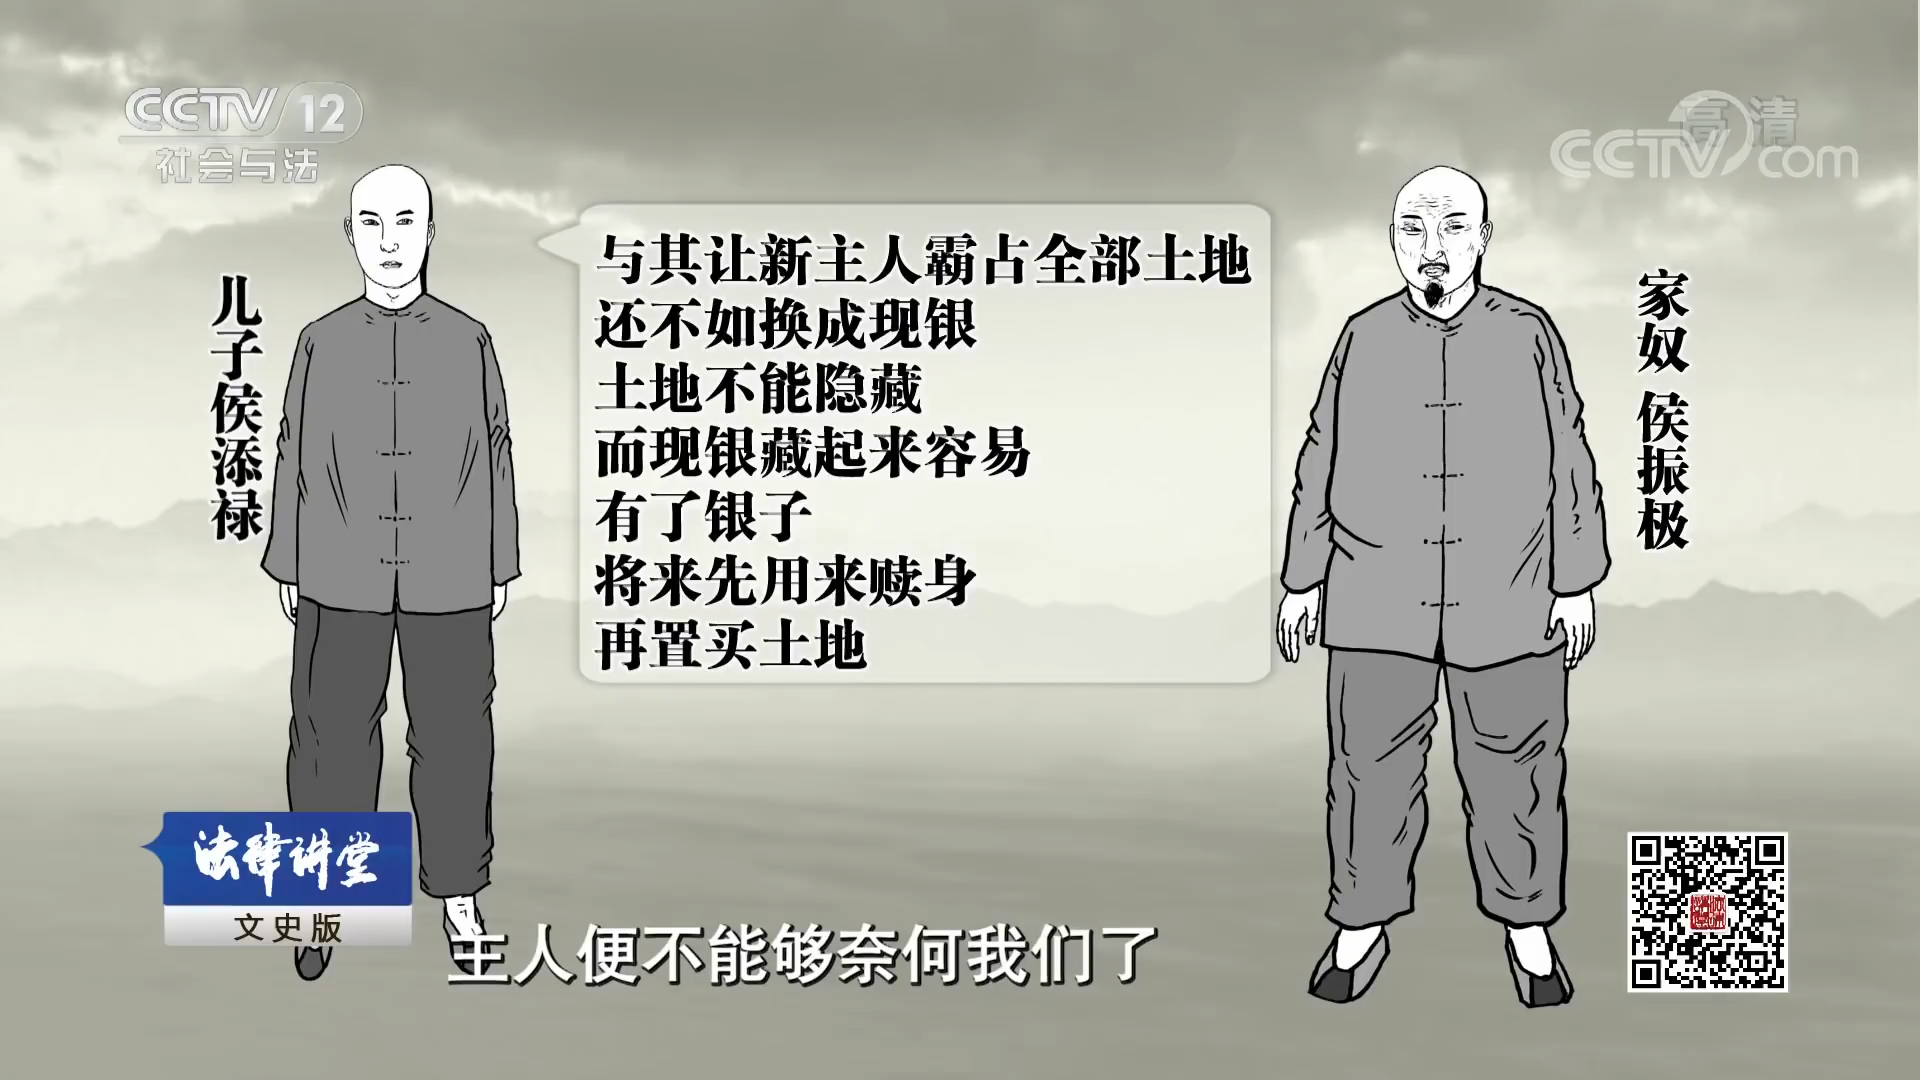 CCTV 12
社会与法
高清
CCTV.com
儿子侯添禄
与其让新主人霸占全部土地
还不如换成现银
土地不能隐藏
而现银藏起来容易
有了银子
将来先用来赎身
再置买土地
家奴 侯振极
法律讲堂
文史版
主人便不能够奈何我们了